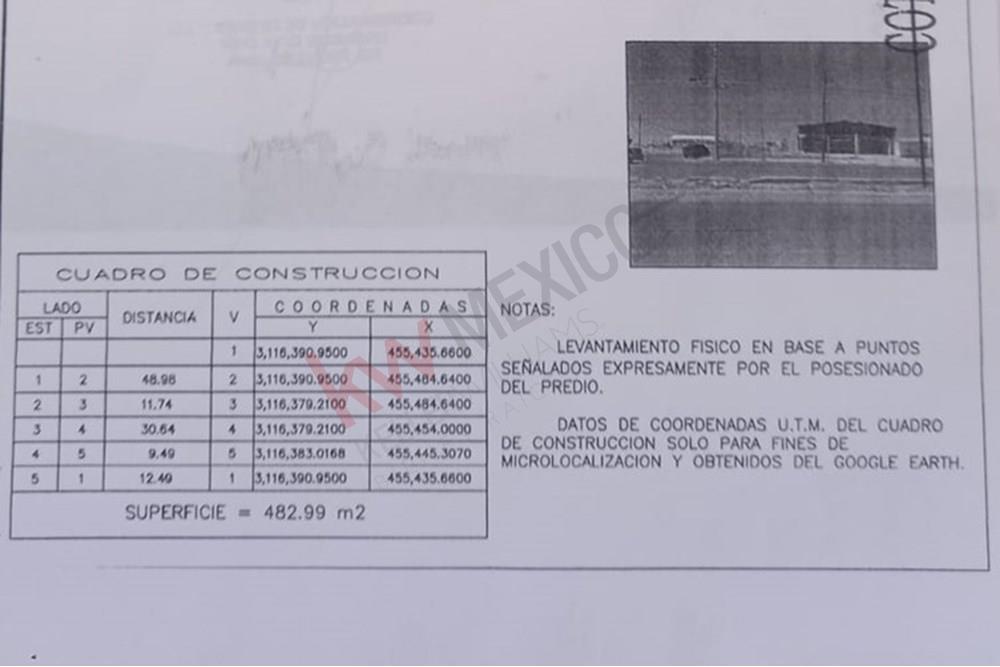 COT
CUADRO DE CONSTRUCCION
LADO DISTANCIA V COORDENADAS
EST PV Y X
1 3,116,390.9500 455,435.6600
1 2 48.98 2 3,116,390.9500 455,484.6400
2 3 11.74 3 3,116,379.2100 455,484.6400
3 4 30.64 4 3,116,379.2100 455,454.0000
4 5 9.49 5 3,116,383.0168 455,445.3070
5 1 12.49 1 3,116,390.9500 455,435.6600
SUPERFICIE = 482.99 m2
NOTAS:
LEVANTAMIENTO FISICO EN BASE A PUNTOS
SEÑALADOS EXPRESAMENTE POR EL POSESIONADO
DEL PREDIO.
DATOS DE COORDENADAS U.T.M. DEL CUADRO
DE CONSTRUCCION SOLO PARA FINES DE
MICROLOCALIZACION Y OBTENIDOS DEL GOOGLE EARTH.
kw MEXICO
KELLERWILLIAMS.